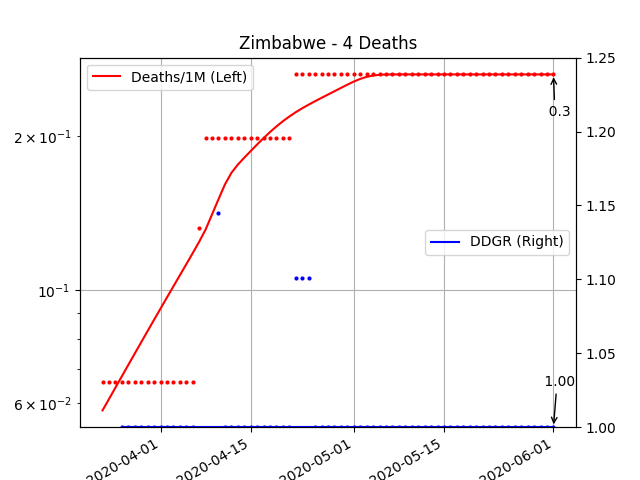 Zimbabwe - 4 Deaths
Deaths/1M (Left)
DDGR (Right)
0.3
1.00
2 × 10⁻¹
10⁻¹
6 × 10⁻²
1.25
1.20
1.15
1.10
1.05
1.00
2020-04-01
2020-04-15
2020-05-01
2020-05-15
2020-06-01